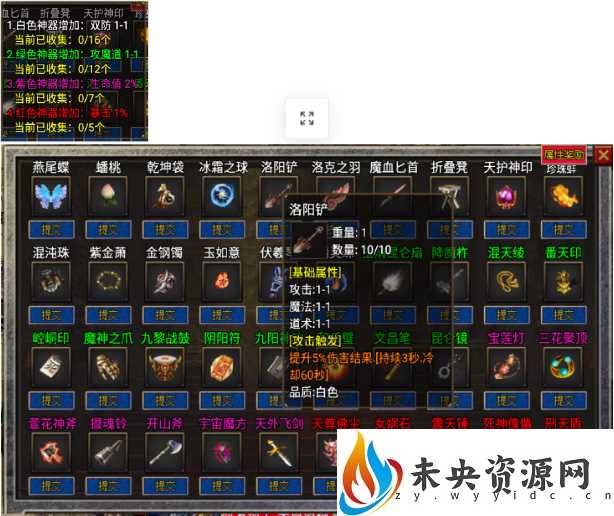 血匕首 折叠凳 天护神印
1.白色神器增加：双防 1-1
当前已收集：0/16个
2.绿色神器增加：攻魔道 1-1
当前已收集：0/12个
3.紫色神器增加：生命值 2%
当前已收集：0/7个
4.红色神器增加：暴击 1%
当前已收集：0/5个
属性奖励
燕尾蝶 蟠桃 乾坤袋 冰霜之球 洛阳铲 洛克之羽 魔血匕首 折叠凳 天护神印 珍珠蚌
提交 提交 提交 提交 提交 提交 提交
洛阳铲
重量：1
数量：10/10
[基础属性]
攻击:1-1
魔法:1-1
道术:1-1
[攻击触发]
提升5%伤害结果.[持续3秒,冷
却60秒]
品质:白色
混沌珠 紫金萧 金钢镯 玉如意 伏羲 昆仑扇 降魔杵 混天绫 番天印
提交 提交 提交 提交 提交 提交 提交
崆峒印 魔神之爪 九黎战鼓 阴阳符 九阳 文昌笔 昆仑镜 宝莲灯 三花聚顶
提交 提交 提交 提交 提交 提交 提交
萱花神斧 摄魂铃 开山斧 宇宙魔方 天外飞剑 天尊佛尘 女娲石 震天锤 死神傀儡 刑天盾
提交 提交 提交 提交 提交 提交
未央资源网
zy.wyyidc.cn